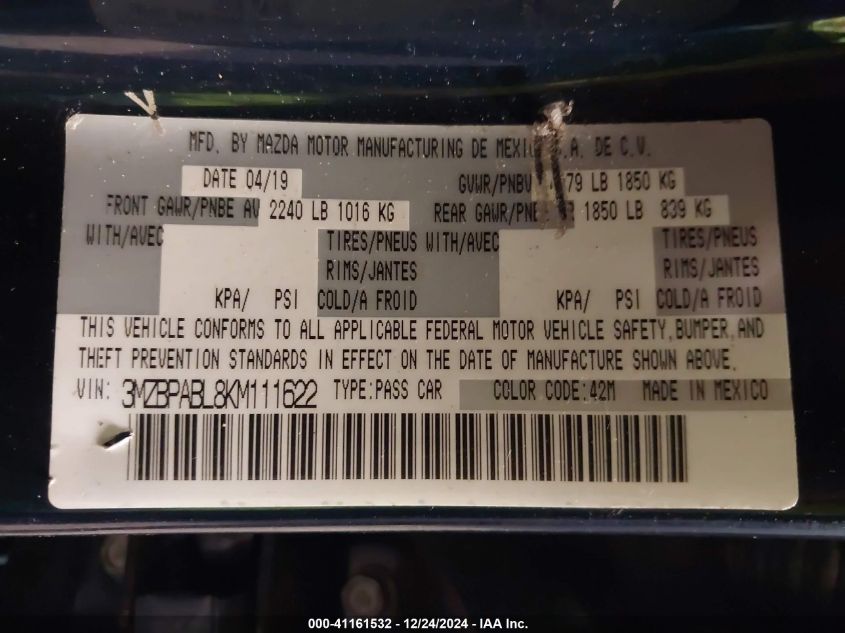 MFD. BY MAZDA MOTOR MANUFACTURING DE MEXICO S.A. DE C.V.
DATE 04/19 GVWR/PNBV 79 LB 1850 KG
FRONT GAWR/PNBE AV 2240 LB 1016 KG REAR GAWR/PNBE 1850 LB 839 KG
WITH/AVEC TIRES/PNEUS WITH/AVEC TIRES/PNEUS
RIMS/JANTES RIMS/JANTES
KPA/ PSI COLD/A FROID KPA/ PSI COLD/A FROID
THIS VEHICLE CONFORMS TO ALL APPLICABLE FEDERAL MOTOR VEHICLE SAFETY, BUMPER, AND
THEFT PREVENTION STANDARDS IN EFFECT ON THE DATE OF MANUFACTURE SHOWN ABOVE.
VIN: 3MZBPABL8KM111622 TYPE:PASS CAR COLOR CODE:42M MADE IN MEXICO
000-41161532 - 12/24/2024 - IAA Inc.